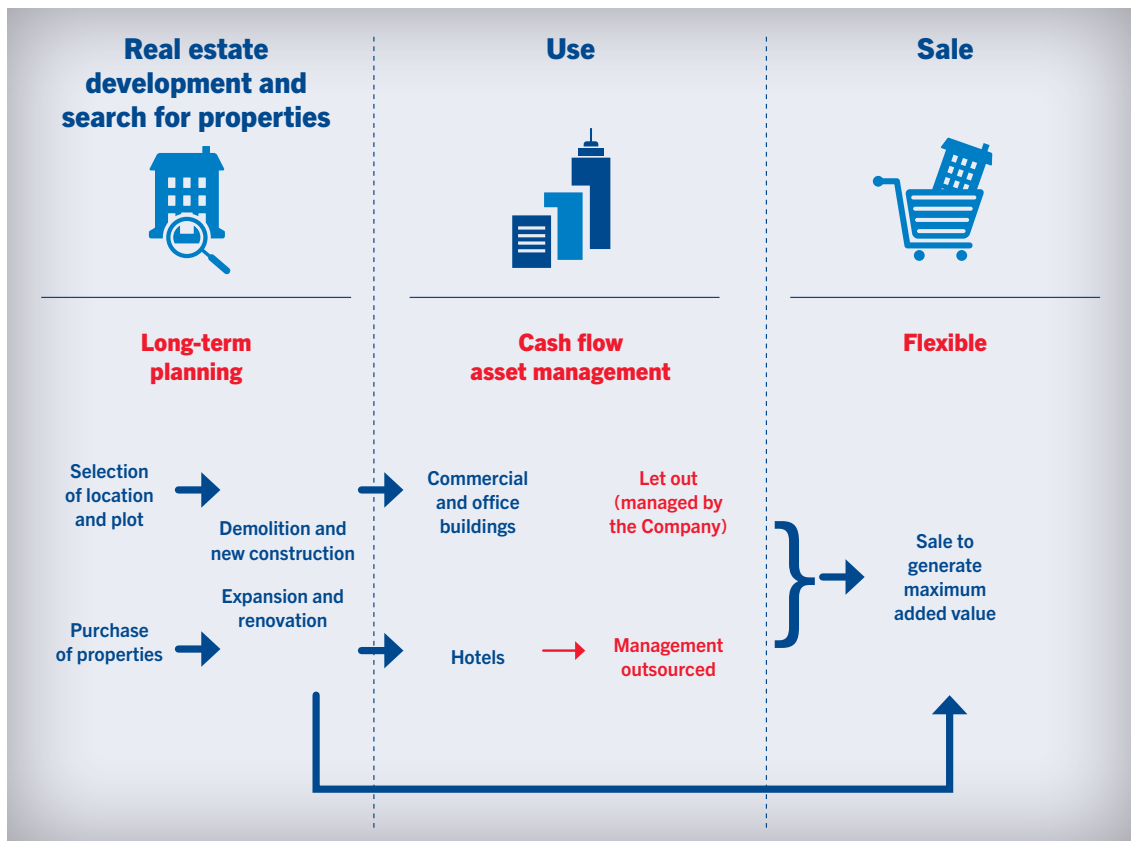 Real estate
development and
search for properties
Use
Sale
Long-term
planning
Cash flow
asset management
Flexible
Selection
of location
and plot
Demolition and
new construction
Expansion and
renovation
Purchase
of properties
Commercial
and office
buildings
Let out
(managed by
the Company)
Hotels
Management
outsourced
Sale to
generate
maximum
added value